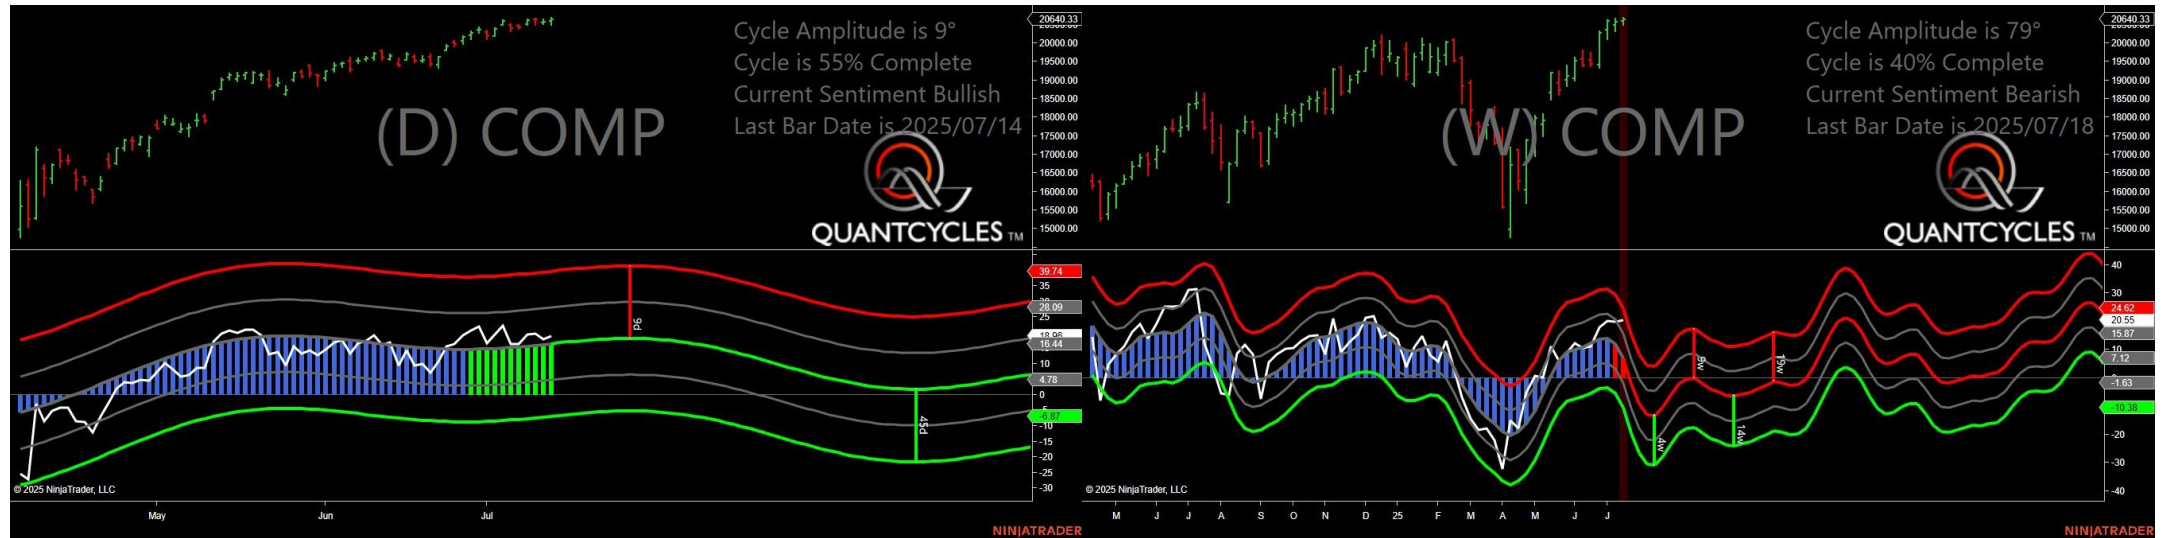 Cycle Amplitude is 9°
Cycle is 55% Complete
Current Sentiment Bullish
Last Bar Date is 2025/07/14
(D) COMP
QUANTCYCLES TM
20640.33
20000.00
19500.00
19000.00
18500.00
18000.00
17500.00
17000.00
16500.00
16000.00
15500.00
15000.00
39.74
35
28.09
25
18.96
16.44
10
4.78
0
-6.87
-10
-15
-20
-25
-30
9d
45d
© 2025 NinjaTrader, LLC
May
Jun
Jul
NINJATRADER
Cycle Amplitude is 79°
Cycle is 40% Complete
Current Sentiment Bearish
Last Bar Date is 2025/07/18
(W) COMP
QUANTCYCLES TM
20640.33
20000.00
19500.00
19000.00
18500.00
18000.00
17500.00
17000.00
16500.00
16000.00
15500.00
15000.00
40
30
24.62
20.55
15.87
10
7.12
-1.63
-10.38
-20
-30
-40
4w
9w
14w
19w
© 2025 NinjaTrader, LLC
M J J A S O N D 25 F M A M J J
NINJATRADER